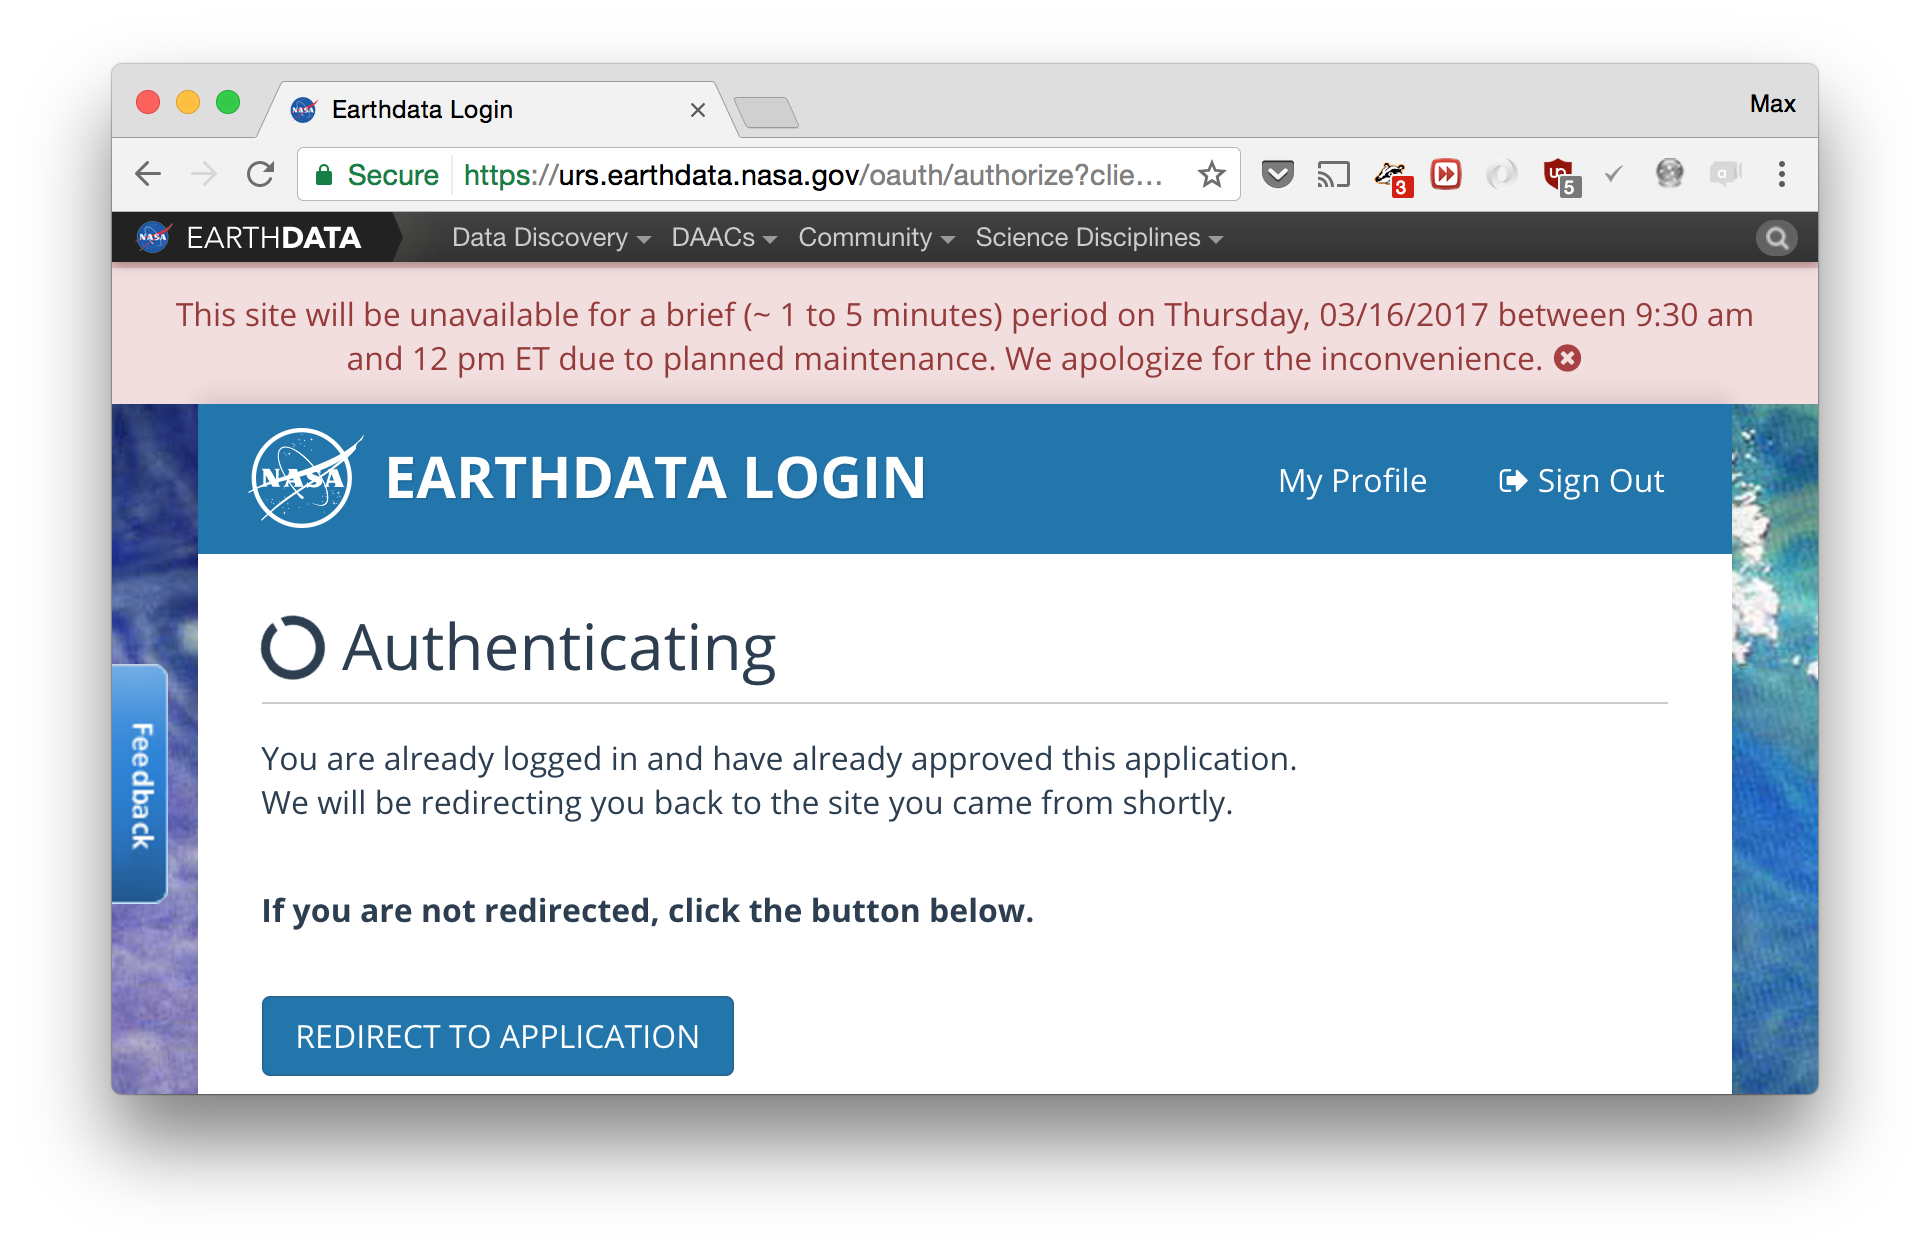 Earthdata Login
Max
Secure https://urs.earthdata.nasa.gov/oauth/authorize?clie...
3
5
NASA EARTHDATA Data Discovery DAACs Community Science Disciplines
This site will be unavailable for a brief (~ 1 to 5 minutes) period on Thursday, 03/16/2017 between 9:30 am
and 12 pm ET due to planned maintenance. We apologize for the inconvenience.
NASA EARTHDATA LOGIN My Profile Sign Out
Authenticating
You are already logged in and have already approved this application.
We will be redirecting you back to the site you came from shortly.
Feedback
If you are not redirected, click the button below.
REDIRECT TO APPLICATION